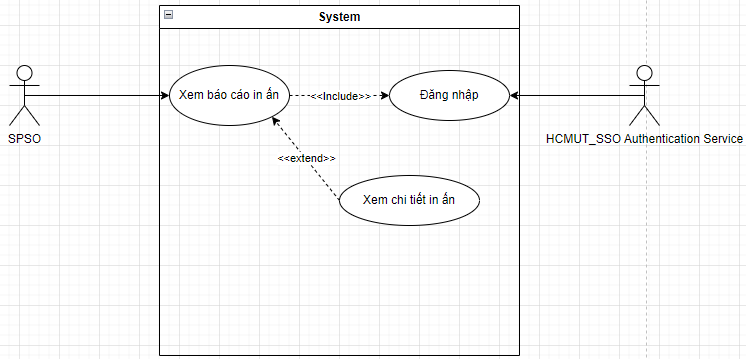 System
Xem báo cáo in ấn
<<Include>>
Đăng nhập
SPSO
HCMUT_SSO Authentication Service
<<extend>>
Xem chi tiết in ấn